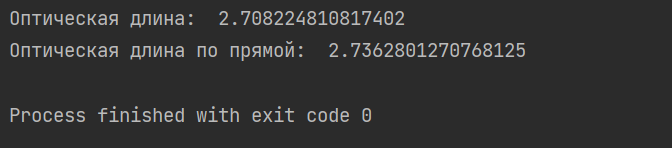 Оптическая длина:  2.708224810817402
Оптическая длина по прямой:  2.7362801270768125
Process finished with exit code 0